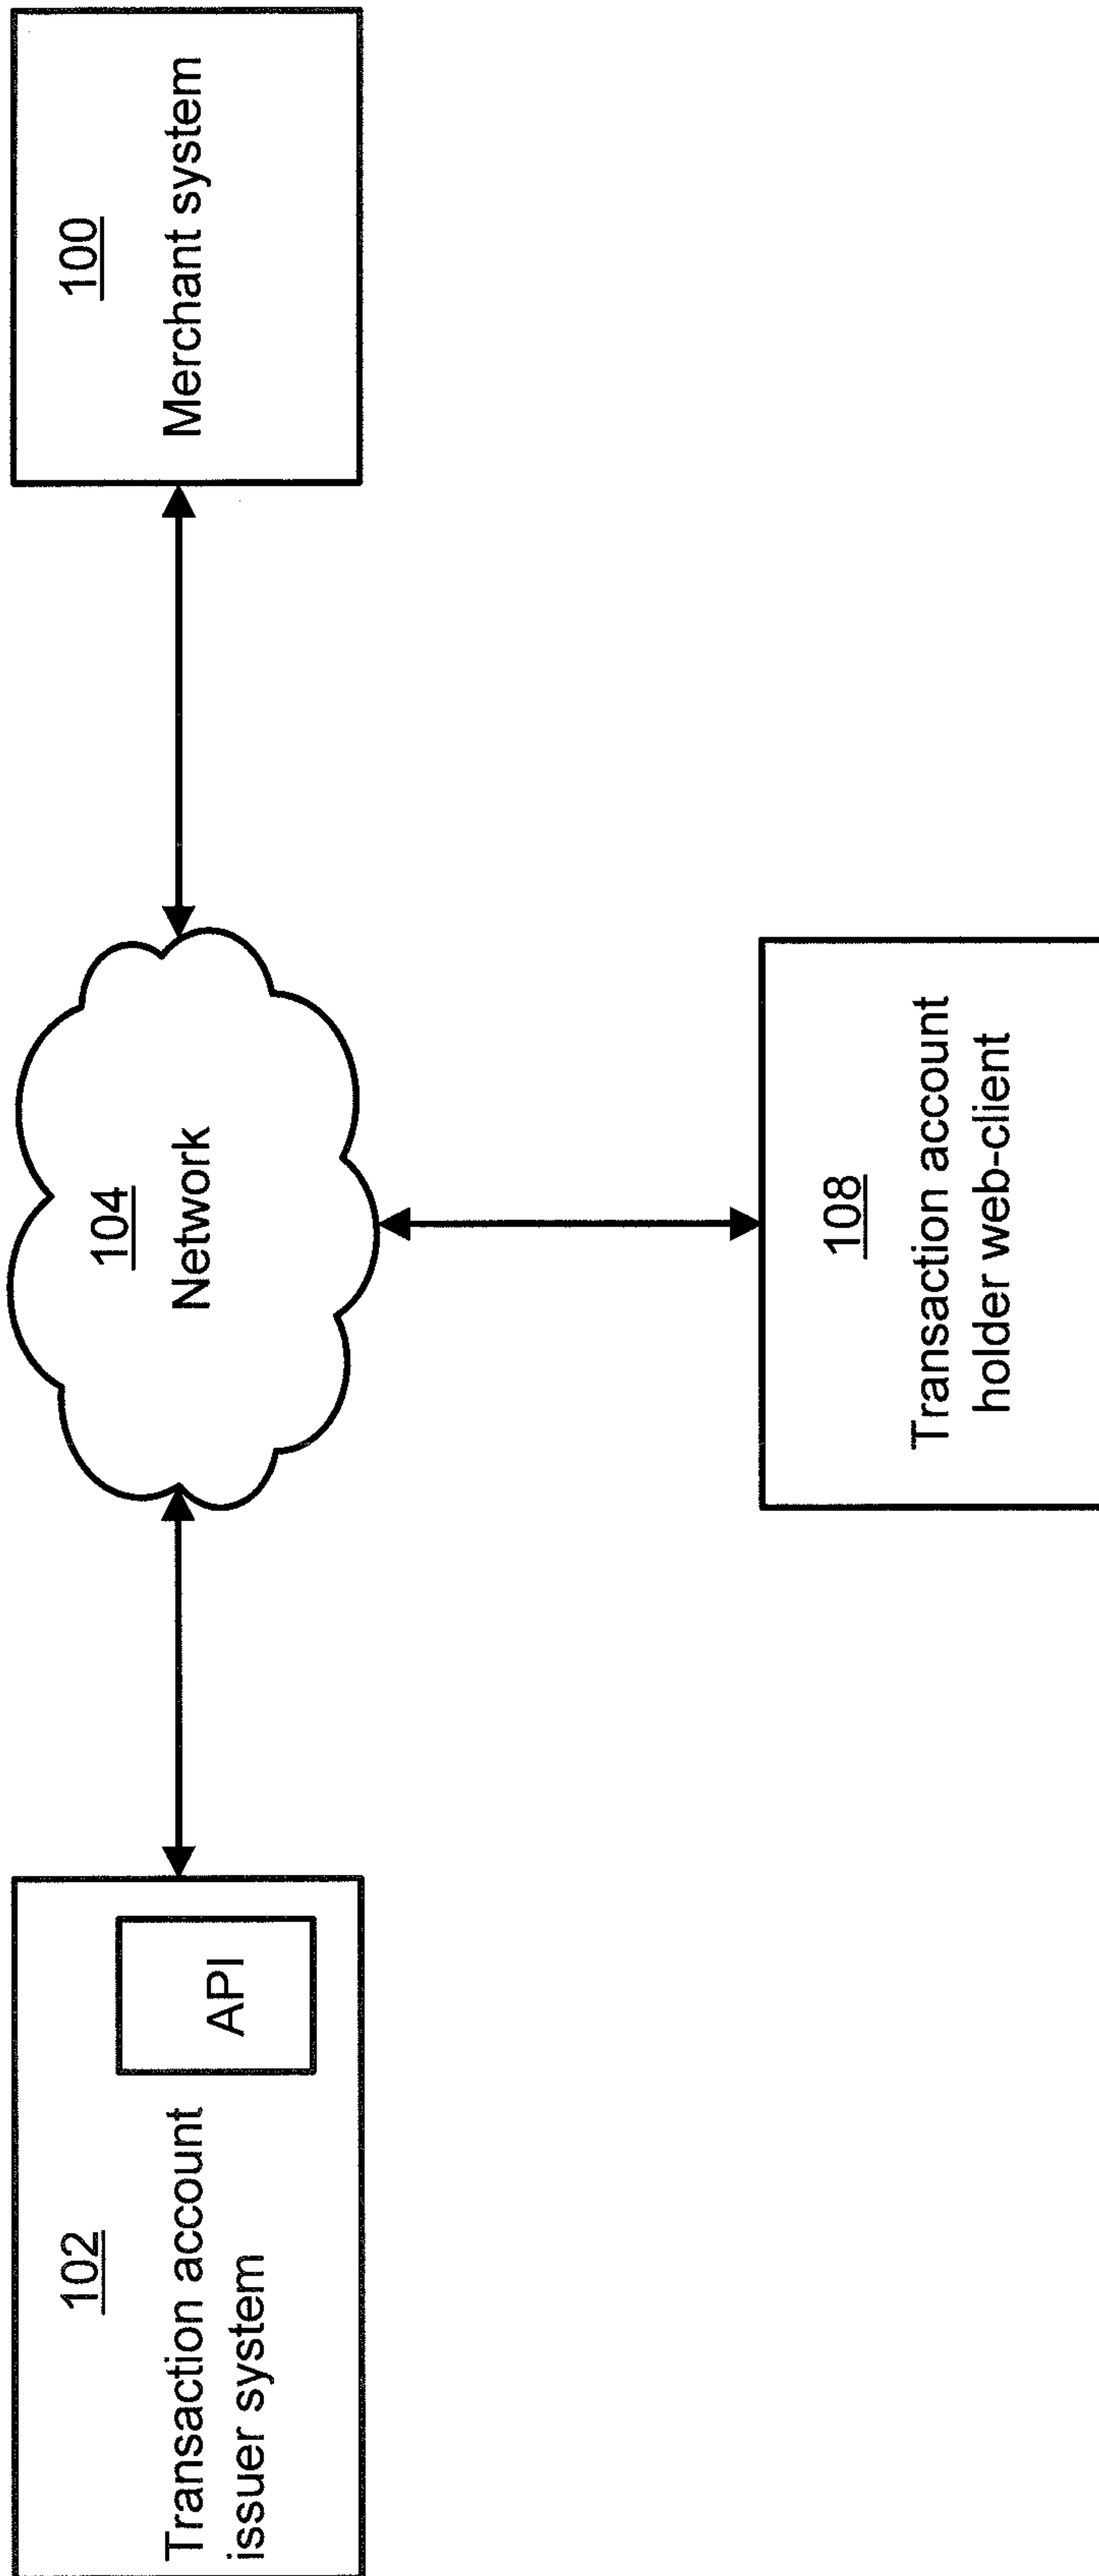 102
Transaction account
issuer system
API
104
Network
100
Merchant system
108
Transaction account
holder web-client